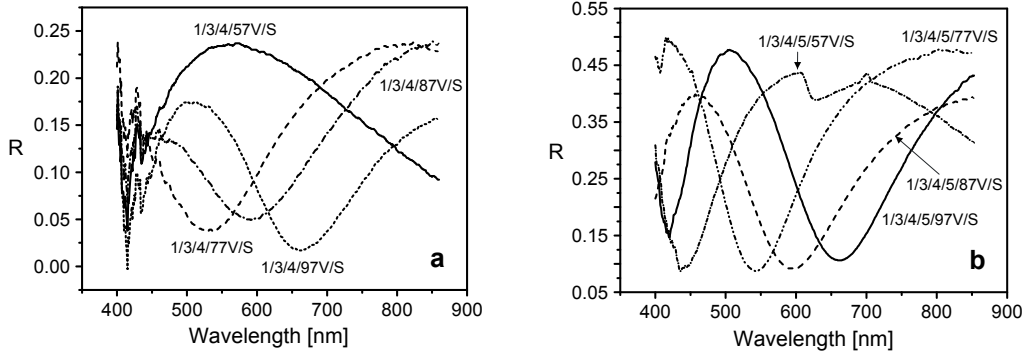 0.25
0.20
0.15
0.10
0.05
0.00
R
1/3/4/57V/S
1/3/4/87V/S
1/3/4/77V/S
1/3/4/97V/S
a
300 400 500 600 700 800 900
Wavelength [nm]
0.55
0.45
0.35
0.25
0.15
0.05
R
1/3/4/5/57V/S
1/3/4/5/77V/S
1/3/4/5/87V/S
1/3/4/5/97V/S
b
300 400 500 600 700 800 900 1000
Wavelength [nm]